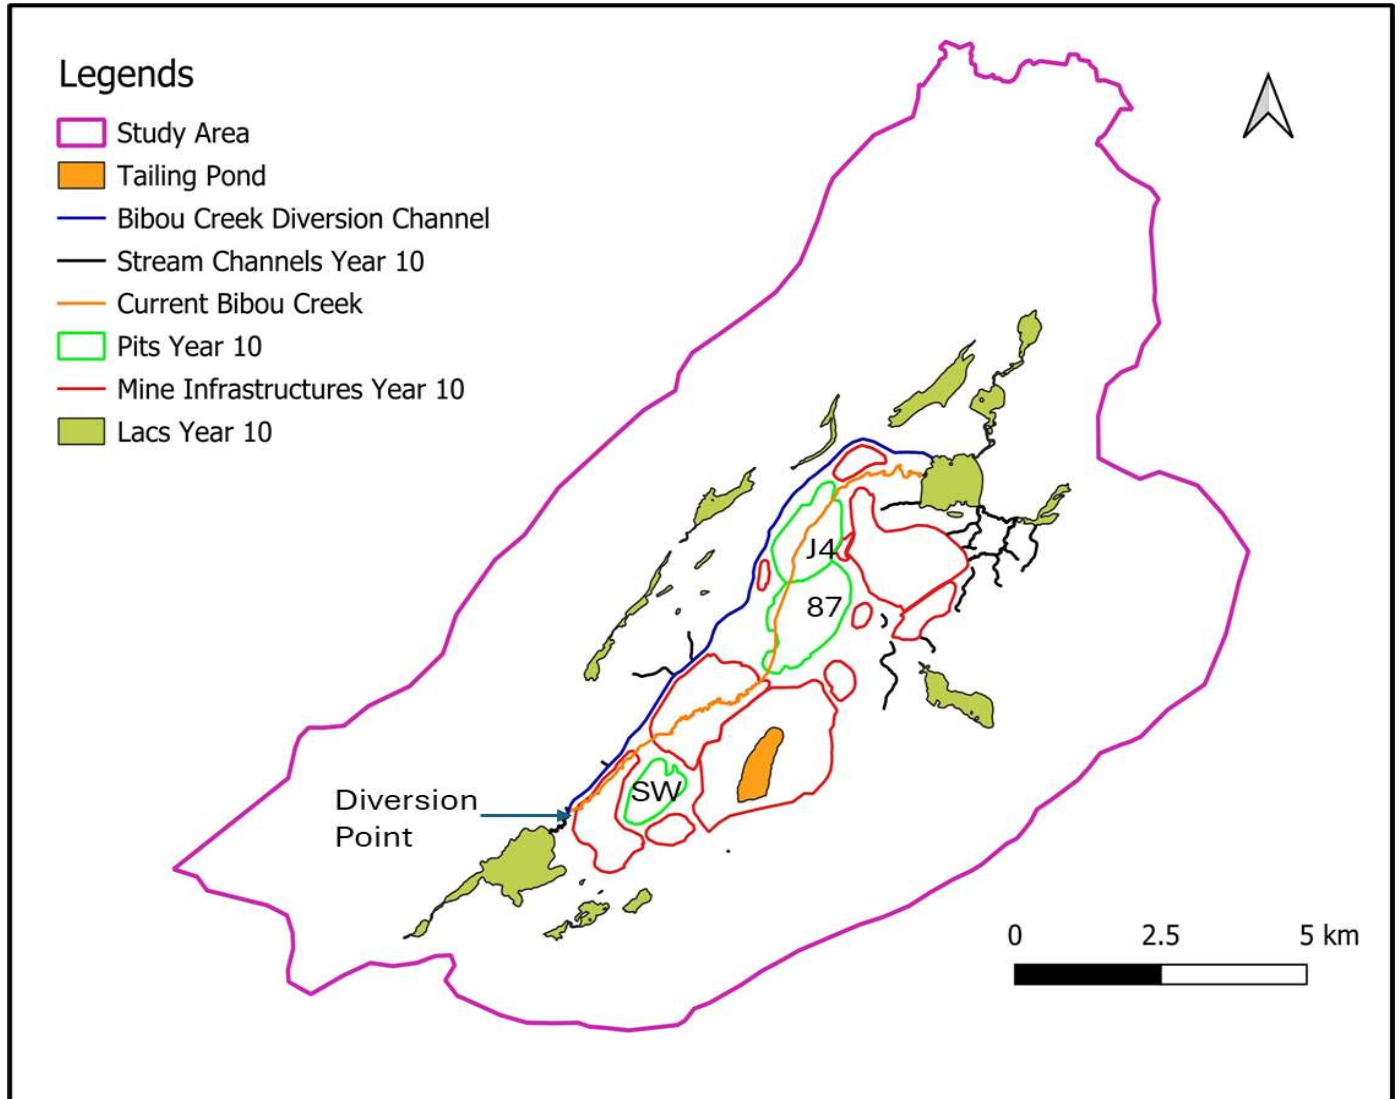 Legends
Study Area
Tailing Pond
Bibou Creek Diversion Channel
Stream Channels Year 10
Current Bibou Creek
Pits Year 10
Mine Infrastructures Year 10
Lacs Year 10
J4
87
SW
Diversion
Point
0 2.5 5 km